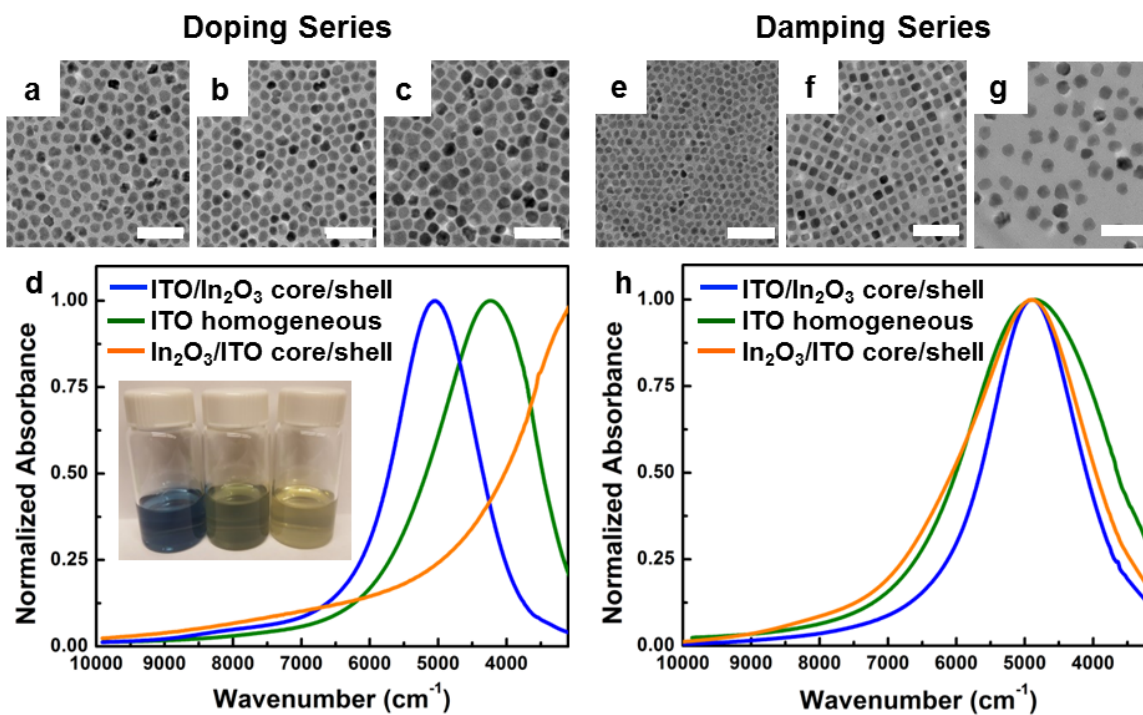 Doping Series
Damping Series
a
b
c
e
f
g
d
ITO/In₂O₃ core/shell
ITO homogeneous
In₂O₃/ITO core/shell
1.00
0.75
0.50
0.25
0.00
Normalized Absorbance
10000 9000 8000 7000 6000 5000 4000
Wavenumber (cm⁻¹)
h
ITO/In₂O₃ core/shell
ITO homogeneous
In₂O₃/ITO core/shell
1.00
0.75
0.50
0.25
0.00
Normalized Absorbance
10000 9000 8000 7000 6000 5000 4000
Wavenumber (cm⁻¹)